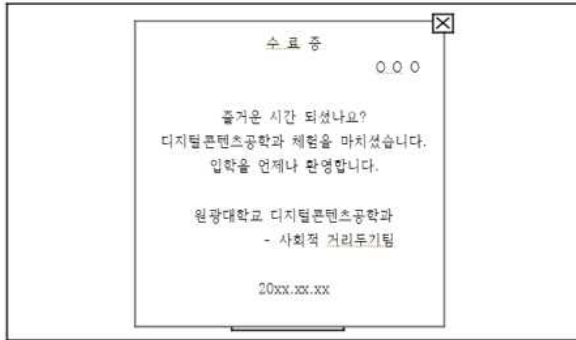 수 료 증
O O O
즐거운 시간 되셨나요?
디지털콘텐츠공학과 체험을 마치셨습니다.
입학을 언제나 환영합니다.
원광대학교 디지털콘텐츠공학과
- 사회적 거리두기팀
20xx.xx.xx